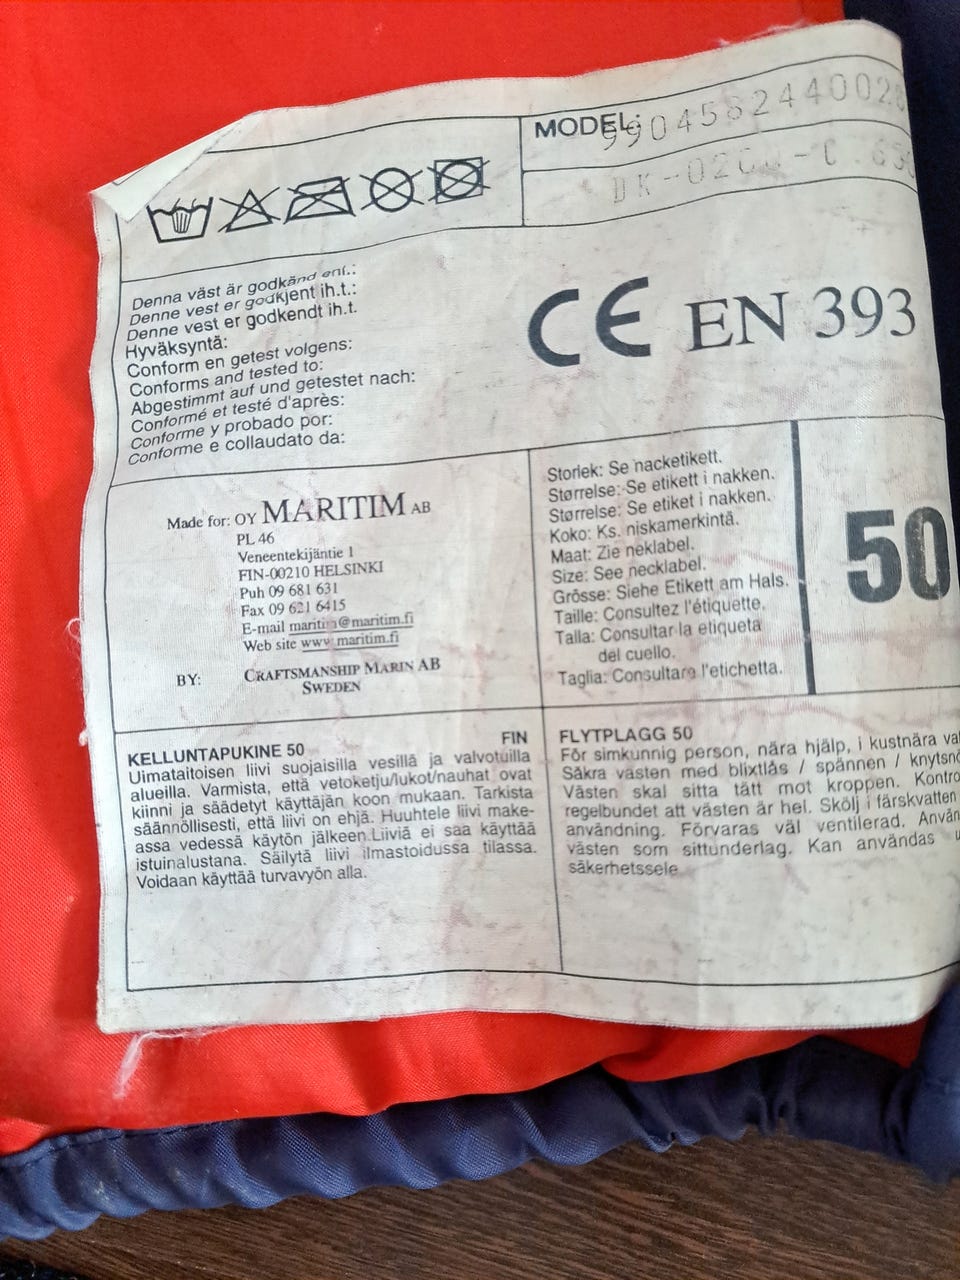 MODEL:
Denna väst är godkänd enl.:
Denne vest er godkjent ih.t.:
Denne vest er godkendt ih.t.
Hyväksyntä:
Conform en getest volgens:
Conforms and tested to:
Abgestimmt auf und getestet nach:
Conformé et testé d'après:
Conforme y probado por:
Conforme e collaudato da:
CE EN 393
Made for: OY MARITIM AB
PL 46
Veneentekijäntie 1
FIN-00210 HELSINKI
Puh 09 681 631
Fax 09 621 6415
E-mail maritim@maritim.fi
Web site www.maritim.fi
BY: CRAFTSMANSHIP MARIN AB
SWEDEN
Storlek: Se nacketikett.
Størrelse: Se etikett i nakken.
Størrelse: Se etiket i nakken.
Koko: Ks. niskamerkintä.
Maat: Zie neklabel.
Size: See necklabel.
Grösse: Siehe Etikett am Hals.
Taille: Consultez l'étiquette.
Talla: Consultar la etiqueta
del cuello.
Taglia: Consultare l'etichetta.
50
FIN
KELLUNTAPUKINE 50
Uimataitoisen liivi suojaisilla vesillä ja valvotuilla
alueilla. Varmista, että vetoketju/lukot/nauhat ovat
kiinni ja säädetyt käyttäjän koon mukaan. Tarkista
säännöllisesti, että liivi on ehjä. Huuhtele liivi make-
assa vedessä käytön jälkeen.Liiviä ei saa käyttää
istuinalustana. Säilytä liivi ilmastoidussa tilassa.
Voidaan käyttää turvavyön alla.
FLYTPLAGG 50
För simkunnig person, nära hjälp, i kustnära
Säkra västen med blixtlås / spännen /
Västen skal sitta tätt mot kroppen.
regelbundet att västen är hel. Skölj i färskvatten
användning. Förvaras väl ventilerad.
västen som sittunderlag. Kan användas
säkerhetssele